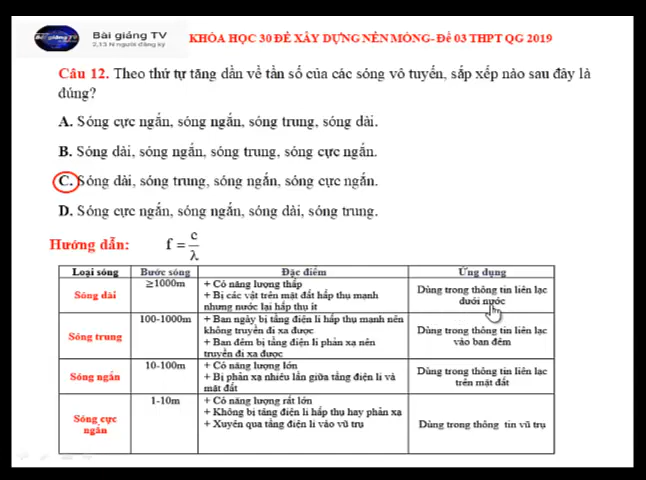 Bài giảng TV
2,13 N người đăng ký
KHÓA HỌC 30 ĐỀ XÂY DỰNG NỀN MÓNG- Đề 03 THPT QG 2019
Câu 12. Theo thứ tự tăng dần về tần số của các sóng vô tuyến, sắp xếp nào sau đây là
đúng?
A. Sóng cực ngắn, sóng ngắn, sóng trung, sóng dài.
B. Sóng dài, sóng ngắn, sóng trung, sóng cực ngắn.
C. Sóng dài, sóng trung, sóng ngắn, sóng cực ngắn.
D. Sóng cực ngắn, sóng ngắn, sóng dài, sóng trung.
Hướng dẫn: f = c/λ
Loại sóng Bước sóng Đặc điểm Ứng dụng
Sóng dài
≥1000m
+ Có năng lượng thấp
+ Bị các vật trên mặt đất hấp thụ mạnh
nhưng nước lại hấp thụ ít
Dùng trong thông tin liên lạc
dưới nước
Sóng trung
100-1000m
+ Ban ngày bị tầng điện li hấp thụ mạnh nên
không truyền đi xa được
+ Ban đêm bị tầng điện li phản xạ nên
truyền đi xa được
Dùng trong thông tin liên lạc
vào ban đêm
Sóng ngắn
10-100m
+ Có năng lượng lớn
+ Bị phản xạ nhiều lần giữa tầng điện li và
mặt đất
Dùng trong thông tin liên lạc
trên mặt đất
Sóng cực
ngắn
1-10m
+ Có năng lượng rất lớn
+ Không bị tầng điện li hấp thụ hay phản xạ
+ Xuyên qua tầng điện li vào vũ trụ
Dùng trong thông tin vũ trụ